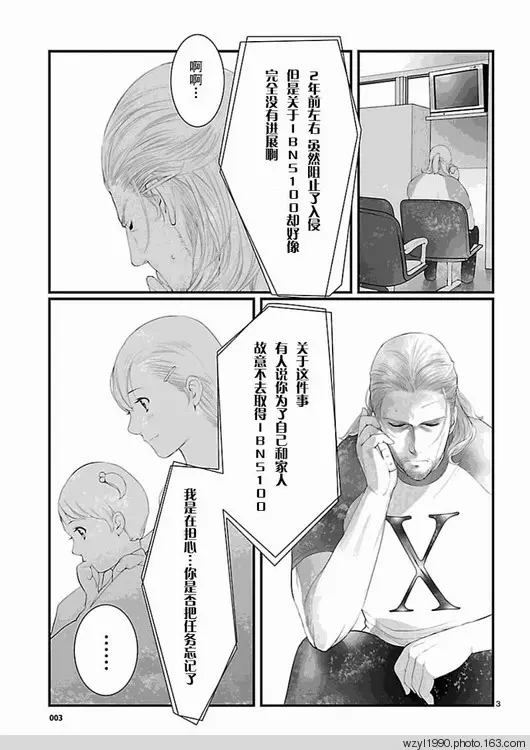 2年前左右 虽然阻止了入侵
但是关于IBN5100却好像
完全没有进展啊
啊啊…
关于这件事
有人说你为了自己和家人
故意不去取得IBN5100
X
我是在担心…你是否把任务忘记了
……
3
003
wzyl1990.photo.163.com